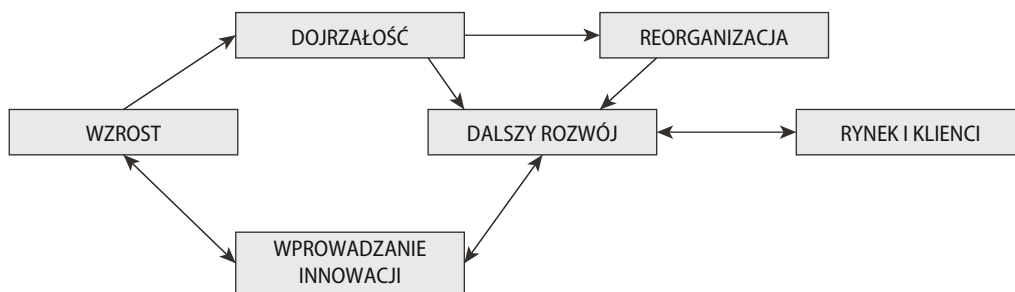 DOJRZAŁOŚĆ
REORGANIZACJA
WZROST
DALSZY ROZWÓJ
RYNEK I KLIENCI
WPROWADZANIE
INNOWACJI